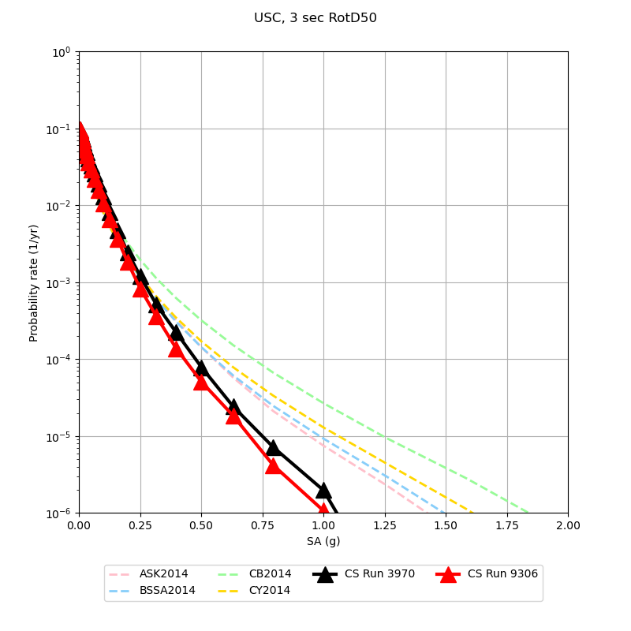 USC, 3 sec RotD50
10⁰
10⁻¹
10⁻²
10⁻³
10⁻⁴
10⁻⁵
10⁻⁶
Probability rate (1/yr)
0.00 0.25 0.50 0.75 1.00 1.25 1.50 1.75 2.00
SA (g)
ASK2014 CB2014 CS Run 3970 CS Run 9306
BSSA2014 CY2014